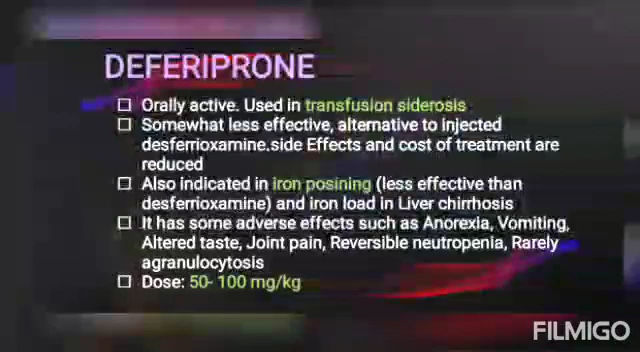 DEFERIPRONE
☐ Orally active. Used in transfusion siderosis
☐ Somewhat less effective, alternative to injected
desferrioxamine.side Effects and cost of treatment are
reduced
☐ Also indicated in iron posining (less effective than
desferrioxamine) and iron load in Liver chirrhosis
☐ It has some adverse effects such as Anorexia, Vomiting,
Altered taste, Joint pain, Reversible neutropenia, Rarely
agranulocytosis
☐ Dose: 50- 100 mg/kg
FILMIGO